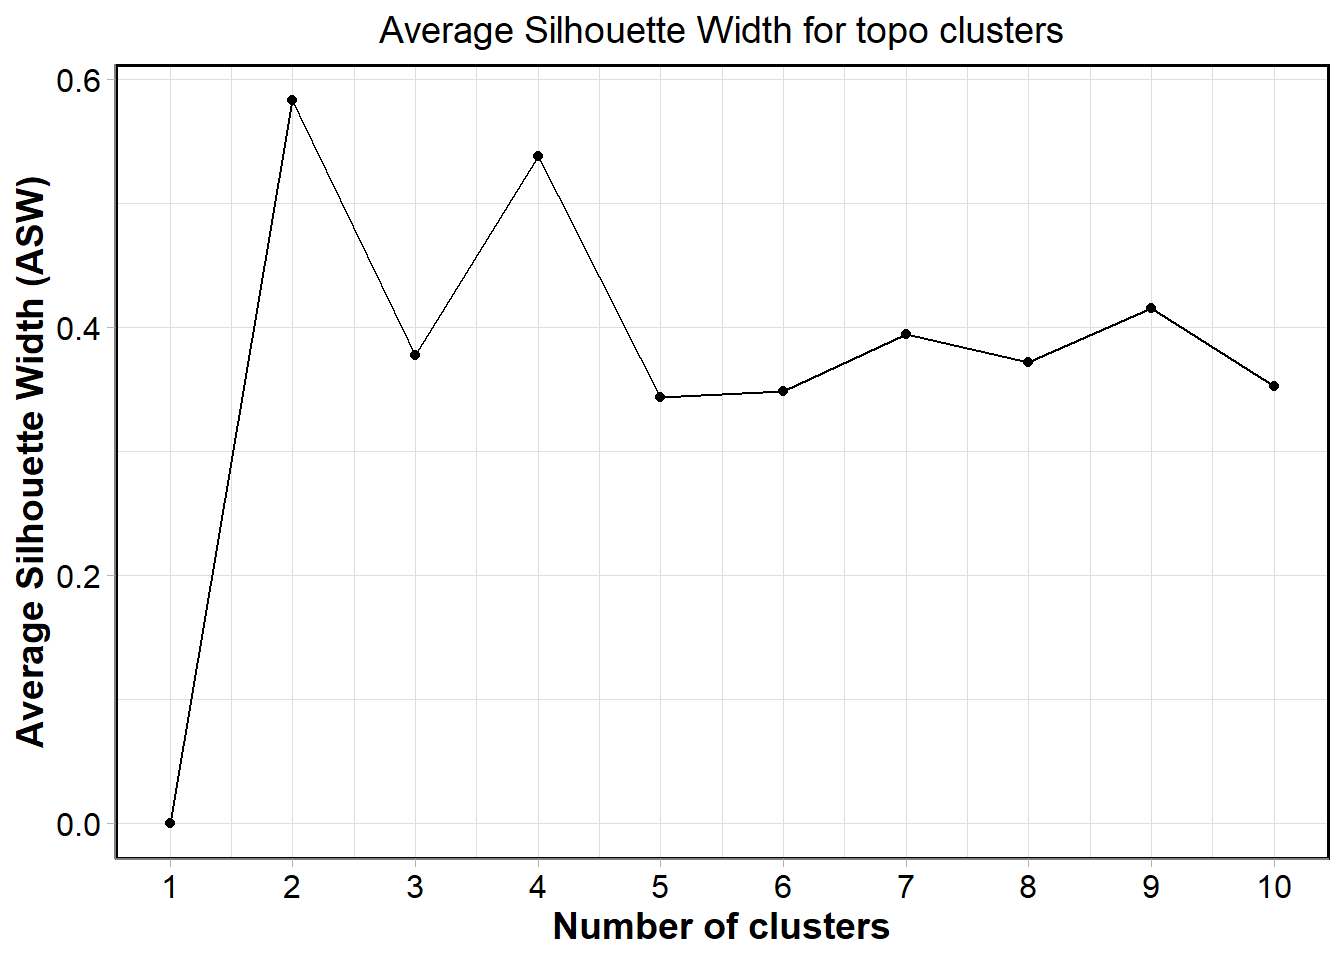 Average Silhouette Width for topo clusters
Average Silhouette Width (ASW)
0.6
0.4
0.2
0.0
1 2 3 4 5 6 7 8 9 10
Number of clusters